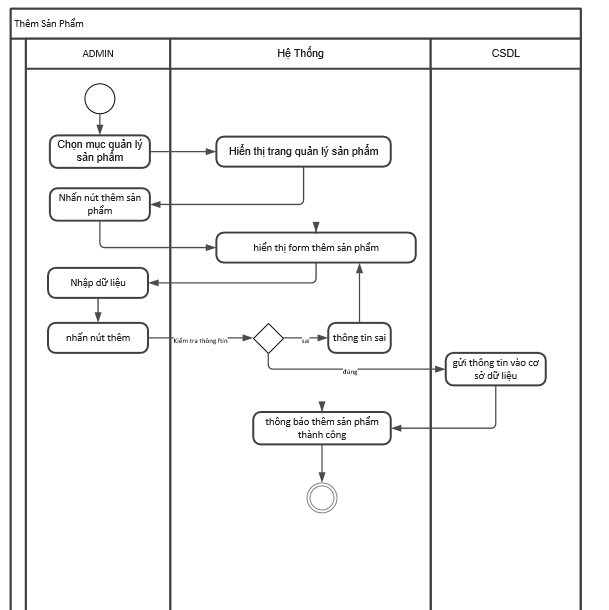 Thêm Sản Phẩm
ADMIN
Hệ Thống
CSDL
Chọn mục quản lý
sản phẩm
Hiển thị trang quản lý sản phẩm
Nhấn nút thêm sản
phẩm
hiển thị form thêm sản phẩm
Nhập dữ liệu
nhấn nút thêm
Kiểm tra thông ftin
sai
thông tin sai
đúng
gửi thông tin vào cơ
sở dữ liệu
thông báo thêm sản phẩm
thành công